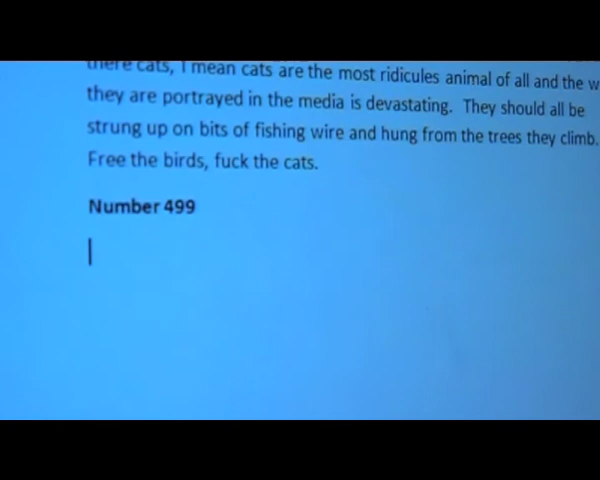 there cats, I mean cats are the most ridicules animal of all and the w
they are portrayed in the media is devastating. They should all be
strung up on bits of fishing wire and hung from the trees they climb.
Free the birds, fuck the cats.
Number 499